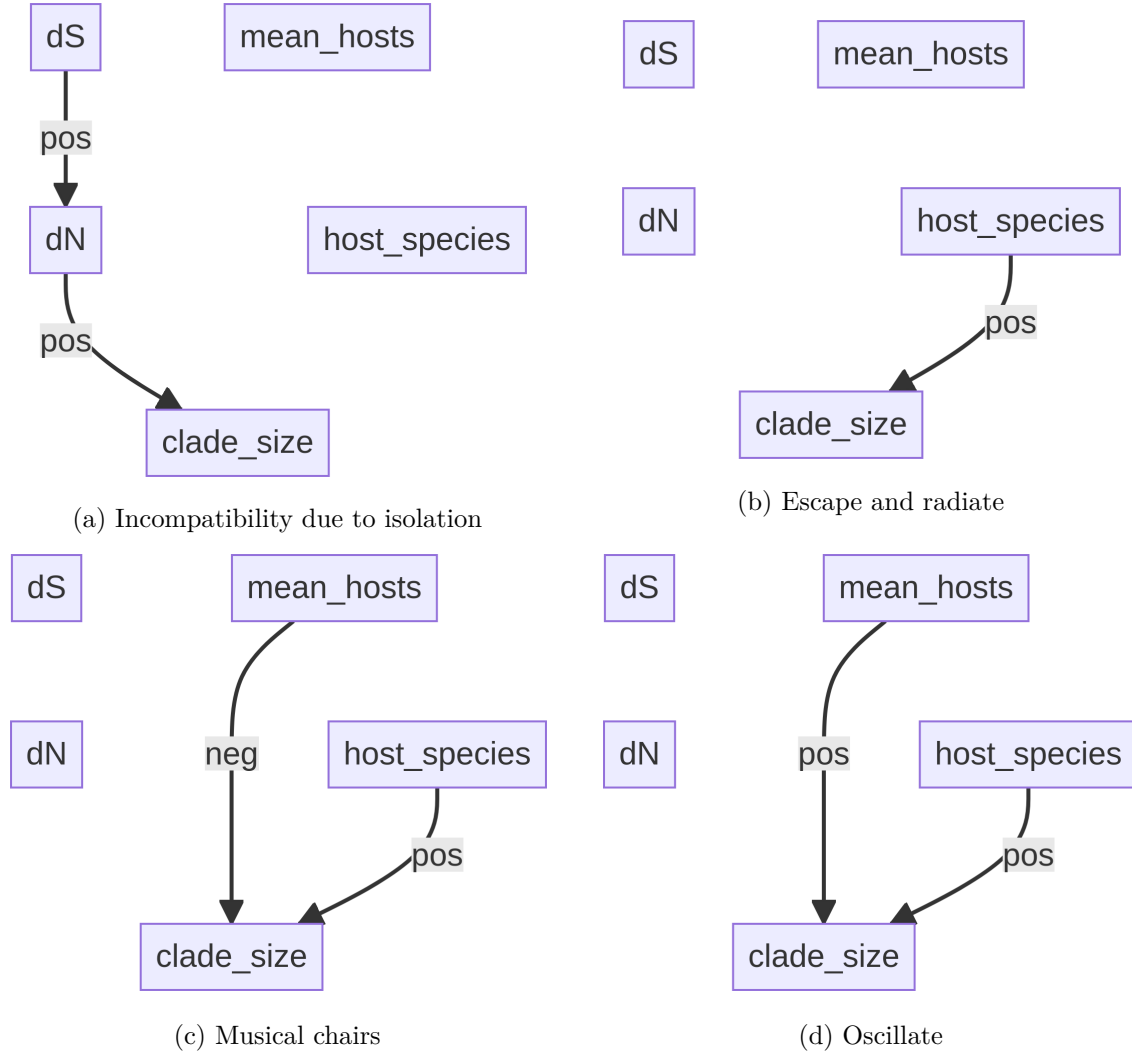 dS
mean_hosts
pos
dN
host_species
pos
clade_size
(a) Incompatibility due to isolation
dS
mean_hosts
dN
host_species
pos
clade_size
(b) Escape and radiate
dS
mean_hosts
dN
neg
host_species
pos
clade_size
(c) Musical chairs
dS
mean_hosts
dN
pos
host_species
pos
clade_size
(d) Oscillate